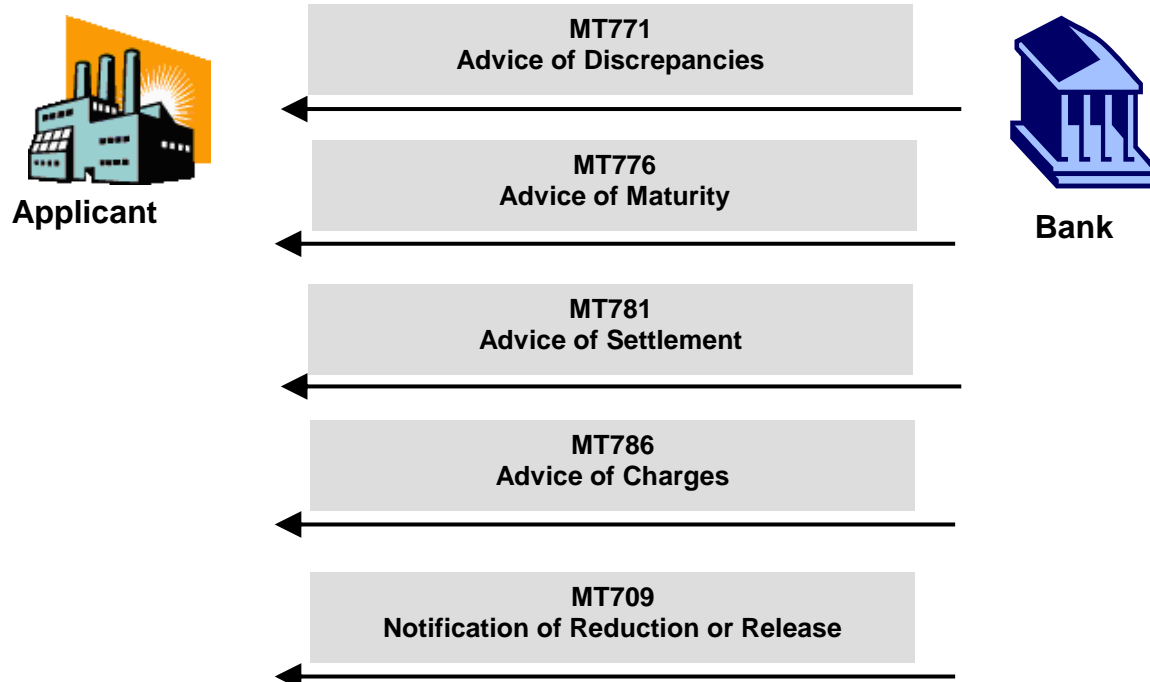 MT771
Advice of Discrepancies
MT776
Advice of Maturity
Applicant
Bank
MT781
Advice of Settlement
MT786
Advice of Charges
MT709
Notification of Reduction or Release